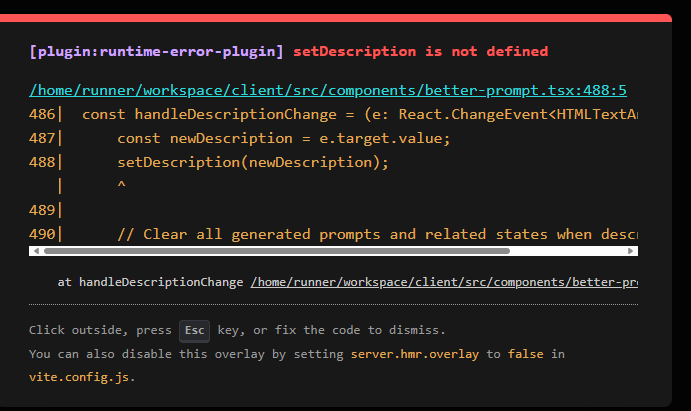 [plugin:runtime-error-plugin] setDescription is not defined
/home/runner/workspace/client/src/components/better-prompt.tsx:488:5
486|  const handleDescriptionChange = (e: React.ChangeEvent<HTMLTextAr
487|      const newDescription = e.target.value;
488|      setDescription(newDescription);
   |      ^
489|
490|      // Clear all generated prompts and related states when descr
at handleDescriptionChange /home/runner/workspace/client/src/components/better-pro
Click outside, press Esc key, or fix the code to dismiss.
You can also disable this overlay by setting server.hmr.overlay to false in
vite.config.js.